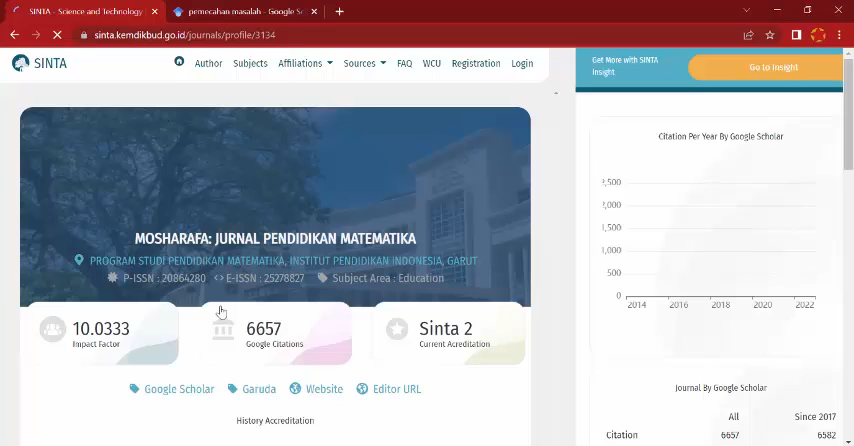 SINTA - Science and Technology
pemecahan masalah - Google Sc
sinta.kemdikbud.go.id/journals/profile/3134
SINTA
Author Subjects Affiliations Sources FAQ WCU Registration Login
Get More with SINTA
Insight
Go to Insight
MOSHARAFA: JURNAL PENDIDIKAN MATEMATIKA
PROGRAM STUDI PENDIDIKAN MATEMATIKA, INSTITUT PENDIDIKAN INDONESIA, GARUT
P-ISSN : 20864280 <> E-ISSN : 25278827 Subject Area : Education
10.0333
Impact Factor
6657
Google Citations
Sinta 2
Current Acreditation
Google Scholar Garuda Website Editor URL
History Accreditation
Citation Per Year By Google Scholar
2,500
2,000
1,500
1,000
500
0
2014 2016 2018 2020 2022
Journal By Google Scholar
All Since 2017
Citation 6657 6582